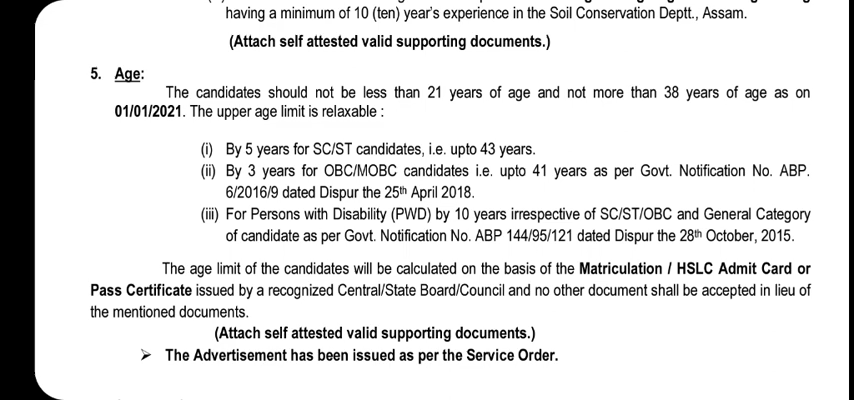 having a minimum of 10 (ten) year's experience in the Soil Conservation Deptt., Assam.
(Attach self attested valid supporting documents.)
5. Age:
The candidates should not be less than 21 years of age and not more than 38 years of age as on
01/01/2021. The upper age limit is relaxable :
(i) By 5 years for SC/ST candidates, i.e. upto 43 years.
(ii) By 3 years for OBC/MOBC candidates i.e. upto 41 years as per Govt. Notification No. ABP.
6/2016/9 dated Dispur the 25th April 2018.
(iii) For Persons with Disability (PWD) by 10 years irrespective of SC/ST/OBC and General Category
of candidate as per Govt. Notification No. ABP 144/95/121 dated Dispur the 28th October, 2015.
The age limit of the candidates will be calculated on the basis of the Matriculation / HSLC Admit Card or
Pass Certificate issued by a recognized Central/State Board/Council and no other document shall be accepted in lieu of
the mentioned documents.
(Attach self attested valid supporting documents.)
➢ The Advertisement has been issued as per the Service Order.